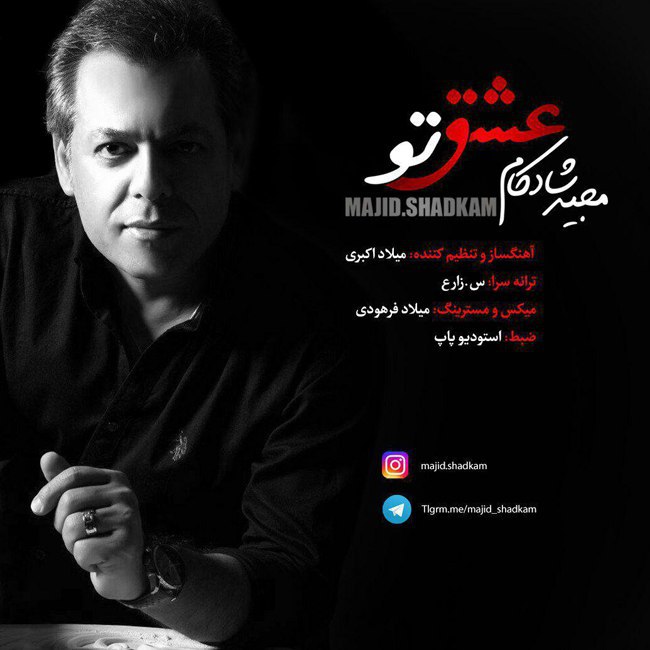 عشق تو
مجید شادکام
MAJID.SHADKAM
آهنگساز و تنظیم کننده: میلاد اکبری
ترانه سرا: س.زارع
میکس و مسترینگ: میلاد فرهودی
ضبط: استودیو پاپ
majid.shadkam
Tlgrm.me/majid_shadkam